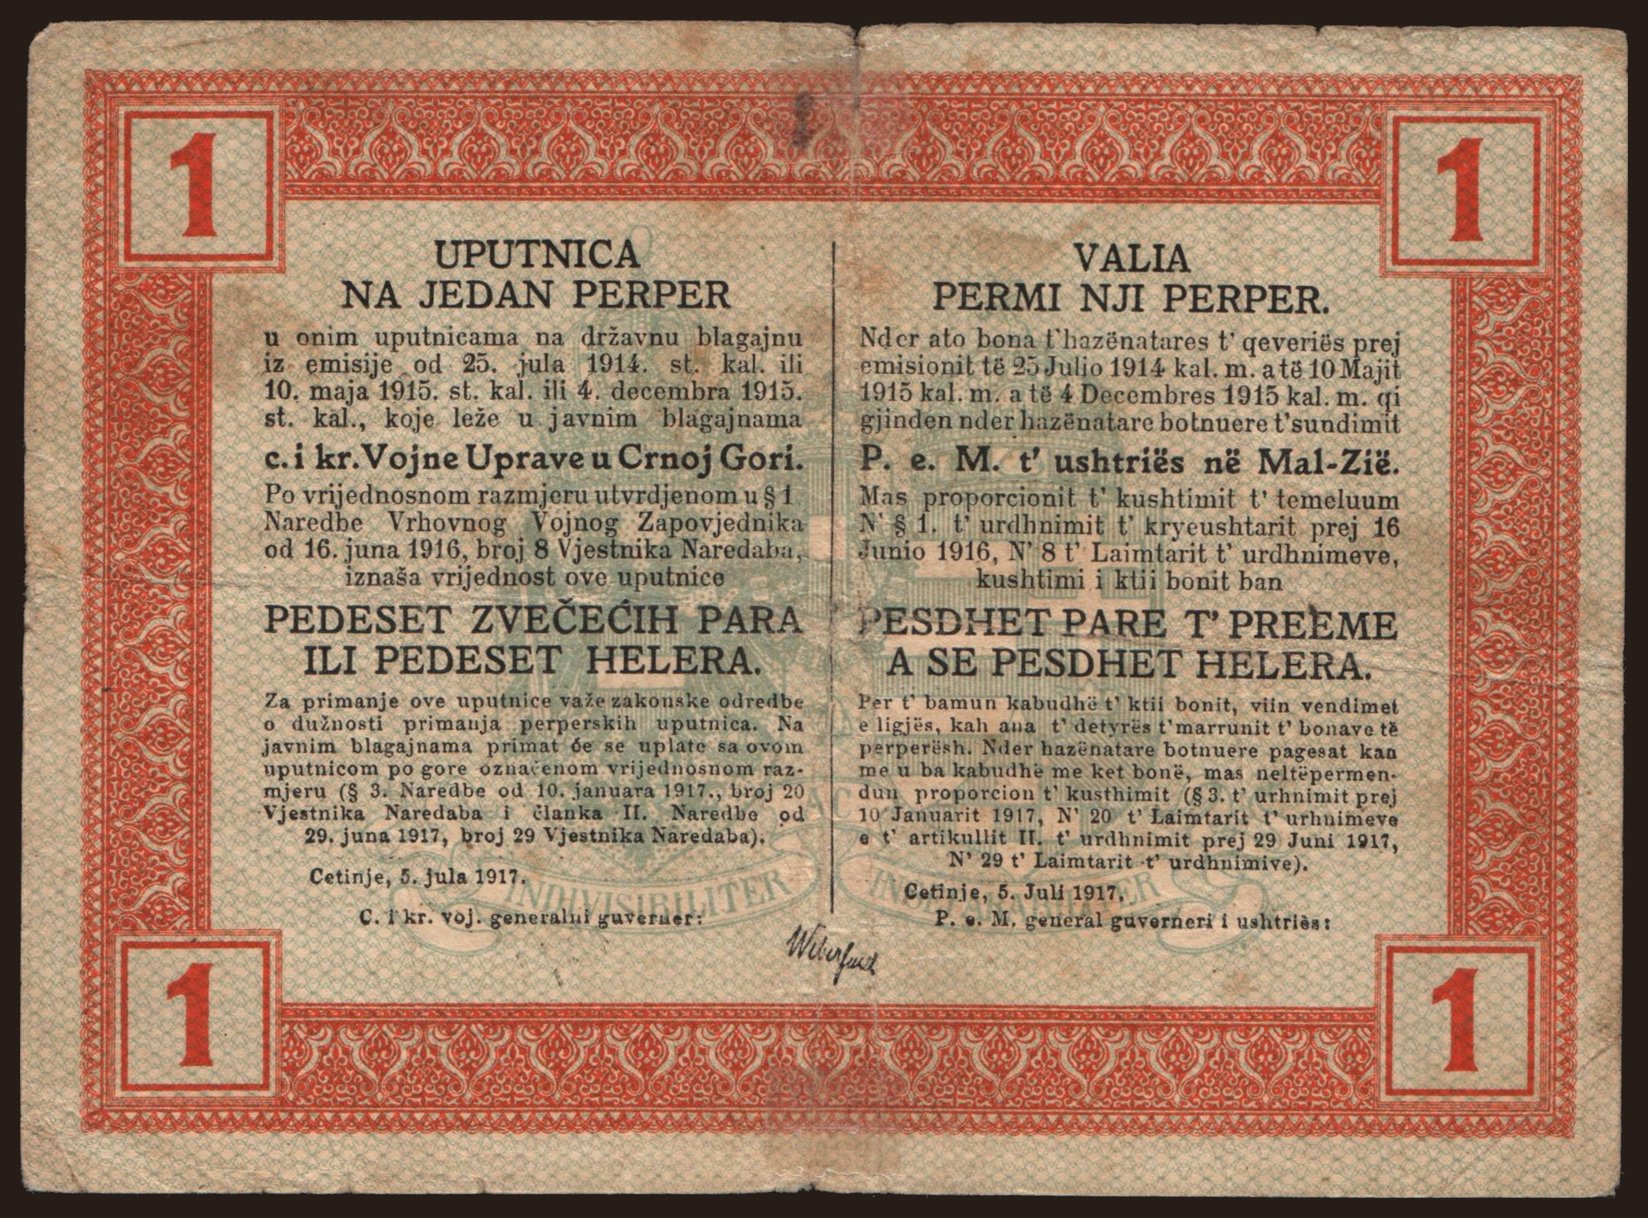 1
1
UPUTNICA
NA JEDAN PERPER
u onim uputnicama na državnu blagajnu
iz emisije od 25. jula 1914. st. kal. ili
10. maja 1915. st. kal. ili 4. decembra 1915.
st. kal., koje leže u javnim blagajnama
c. i kr. Vojne Uprave u Crnoj Gori.
Po vrijednosnom razmjeru utvrdjenom u § 1
Naredbe Vrhovnog Vojnog Zapovjednika
od 16. juna 1916, broj 8 Vjestnika Naredaba,
iznaša vrijednost ove uputnice
PEDESET ZVEČEĆIH PARA
ILI PEDESET HELERA.
Za primanje ove uputnice važe zakonske odredbe
o dužnosti primanja perperskih uputnica. Na
javnim blagajnama primat će se uplate sa ovom
uputnicom po gore označenom vrijednosnom raz-
mjeru (§ 3. Naredbe od 10. januara 1917., broj 20
Vjestnika Naredaba i članka II. Naredbe od
29. juna 1917, broj 29 Vjestnika Naredaba).
Cetinje, 5. jula 1917.
C. i kr. voj. generalni guverner:
VALIA
PERMI NJI PERPER.
Nder ato bona t' hazënatares t' qeveriës prej
emisionit të 25 Julio 1914 kal. m. a të 10 Majit
1915 kal. m. a të 4 Decembres 1915 kal. m. qi
gjinden nder hazënatare botnuere t' sundimit
P. e. M. t' ushtriës në Mal-Zië.
Mas proporcionit t' kushtimit t' temeluum
N' § 1. t' urdhnimit t' kryeushtarit prej 16
Junio 1916, N' 8 t' Laimtarit t' urdhnimeve,
kushtimi i ktii bonit ban
PESDHET PARE T' PREEME
A SE PESDHET HELERA.
Per t' bamun kabudhë t' ktii bonit, viin vendimet
e ligjës, kah ana t' detyrës t' marrunit t' bonave të
perperësh. Nder hazënatare botnuere pagesat kan
me u ba kabudhë me ket bonë, mas neltëpermen-
dun proporcion t' kusthimit (§ 3. t' urhnimit prej
10 Januarit 1917, N' 20 t' Laimtarit t' urhnimeve
e t' artikullit II. t' urdhnimit prej 29 Juni 1917,
N' 29 t' Laimtarit t' urdhnimive).
Cetinje, 5. Juli 1917.
P. e. M. general guverneri i ushtriës:
INDIVISIBILITER AC
1
1